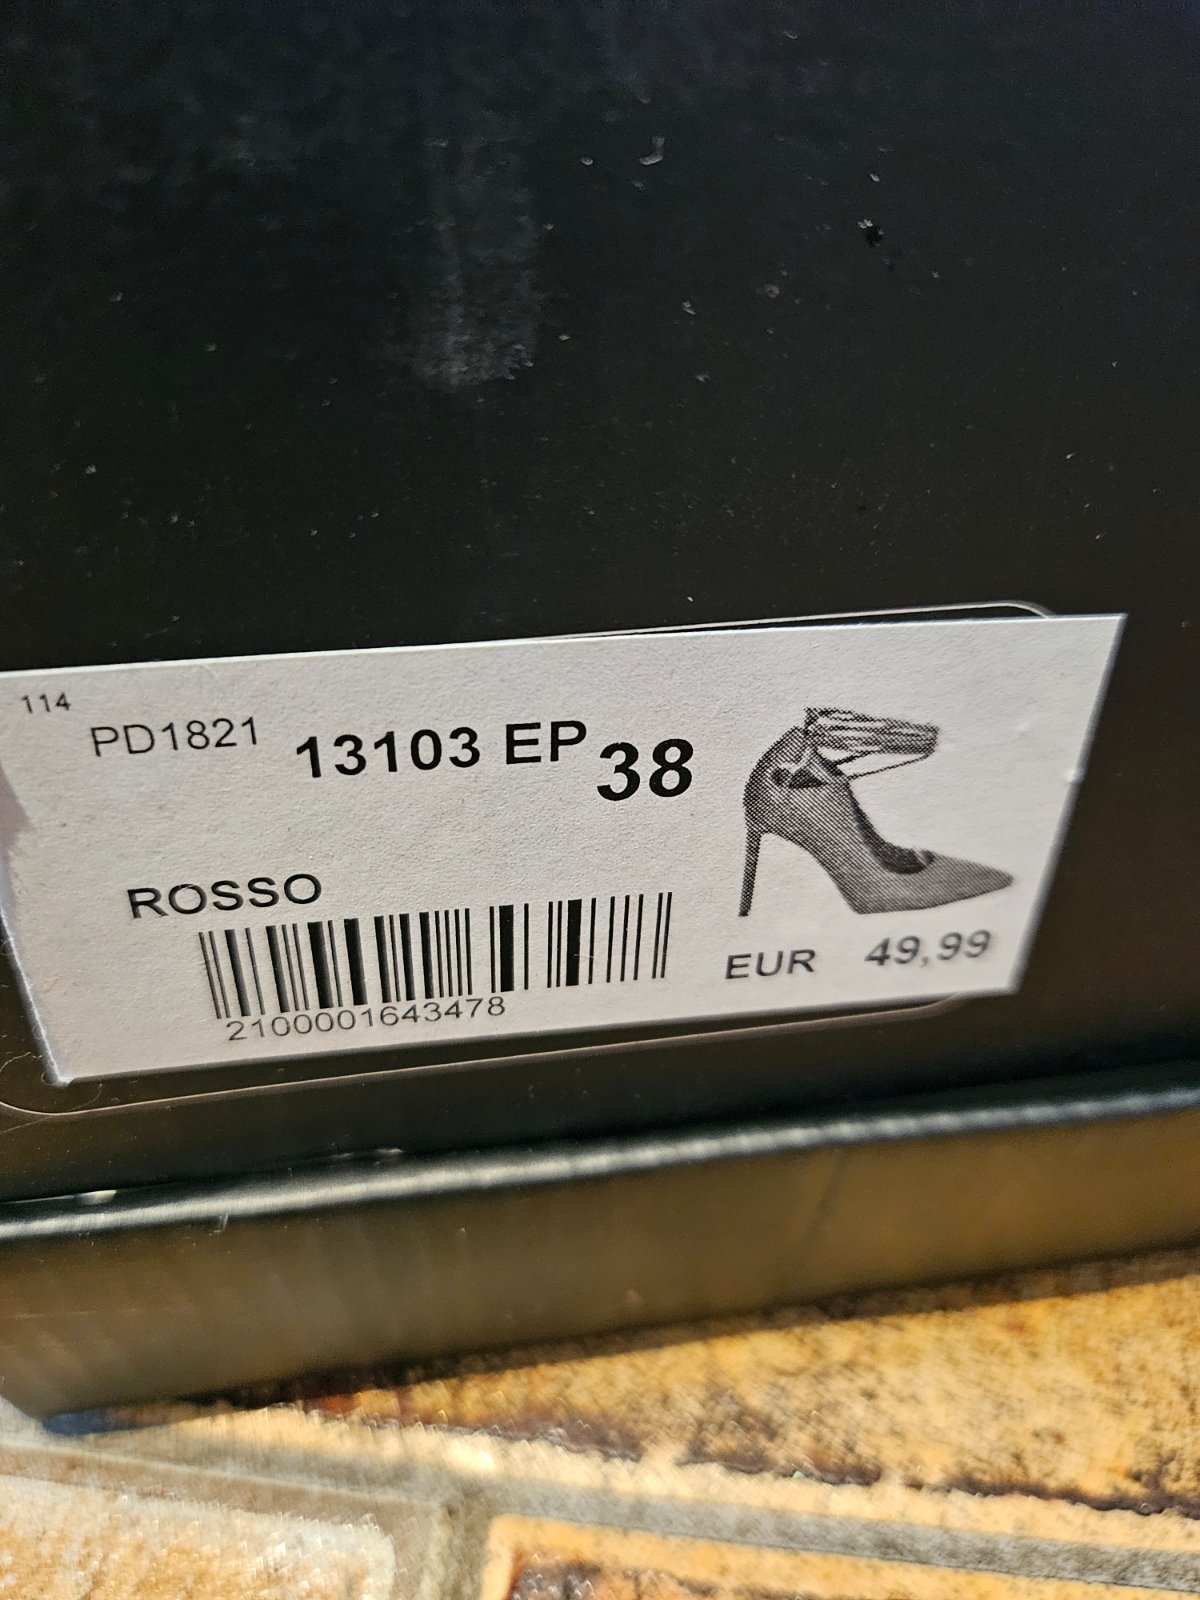 114
PD1821 13103 EP 38
ROSSO
2100001643478
EUR 49,99